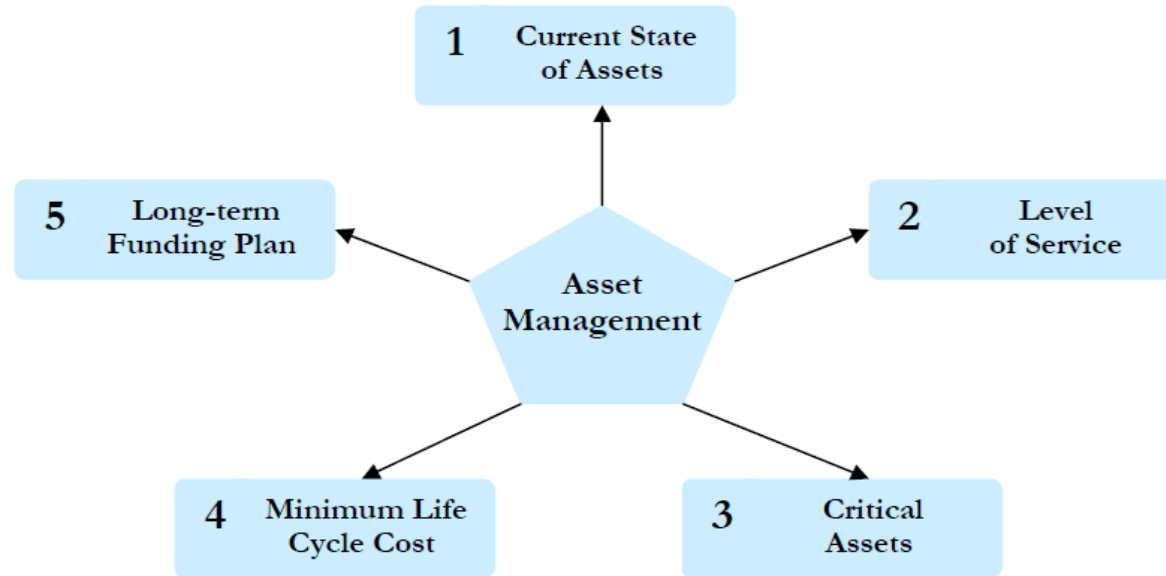 1
Current State
of Assets
5
Long-term
Funding Plan
2
Level
of Service
Asset
Management
4
Minimum Life
Cycle Cost
3
Critical
Assets